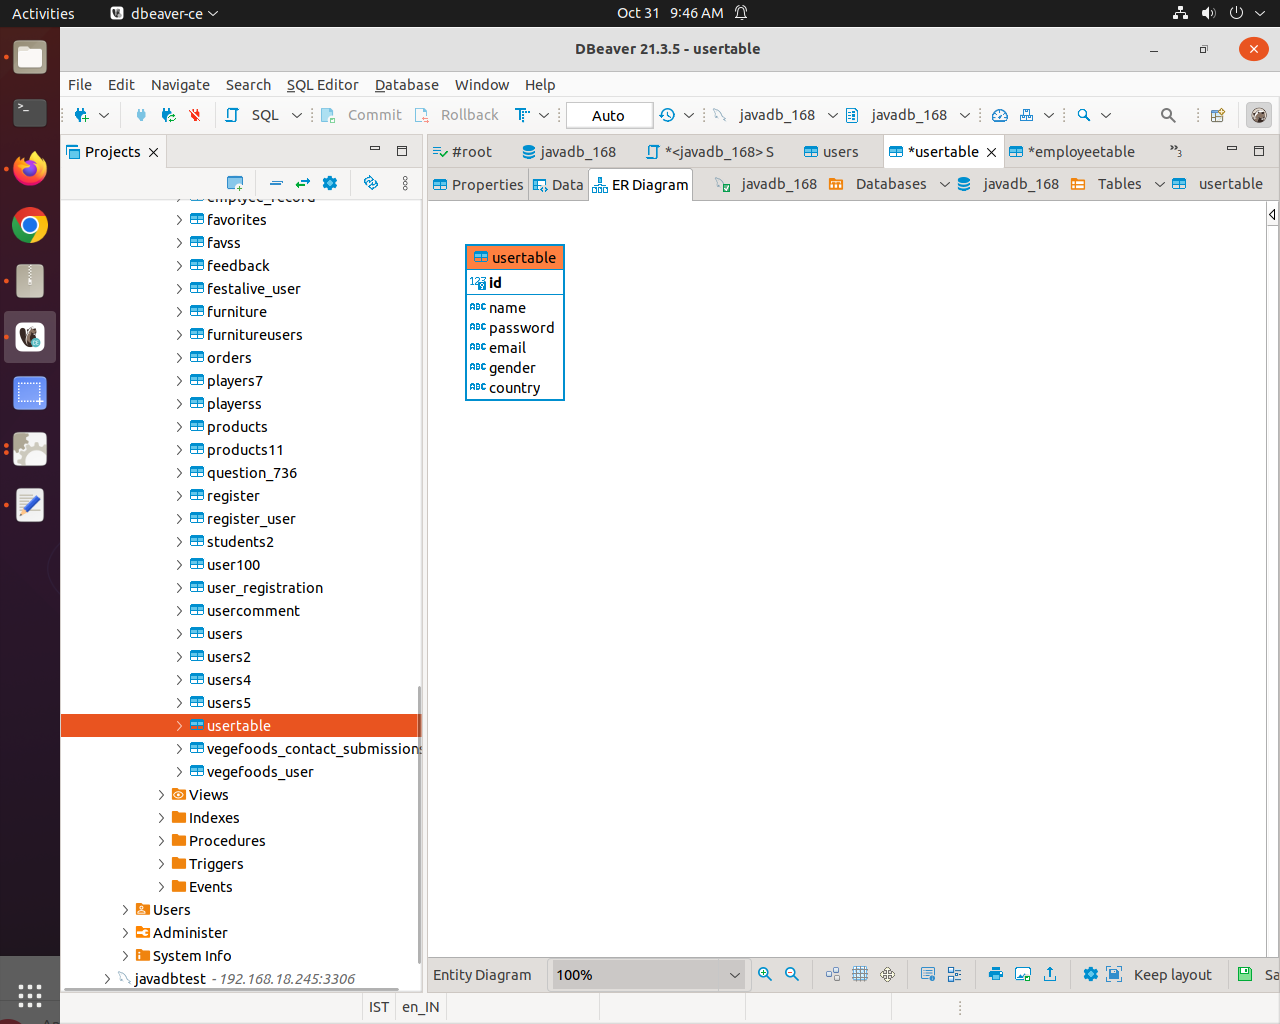 Activities
dbeaver-ce
Oct 31 9:46 AM
DBeaver 21.3.5 - usertable
File Edit Navigate Search SQL Editor Database Window Help
SQL Commit Rollback Auto javadb_168 javadb_168
Projects
#root javadb_168 *<javadb_168> S users *usertable *employeetable »3
Properties Data ER Diagram javadb_168 Databases javadb_168 Tables usertable
emplyee_record
favorites
favss
feedback
festalive_user
furniture
furnitureusers
orders
players7
playerss
products
products11
question_736
register
register_user
students2
user100
user_registration
usercomment
users
users2
users4
users5
usertable
vegefoods_contact_submissions
vegefoods_user
Views
Indexes
Procedures
Triggers
Events
Users
Administer
System Info
javadbtest - 192.168.18.245:3306
usertable
123 id
ABC name
ABC password
ABC email
ABC gender
ABC country
Entity Diagram 100% Keep layout Sa
IST en_IN